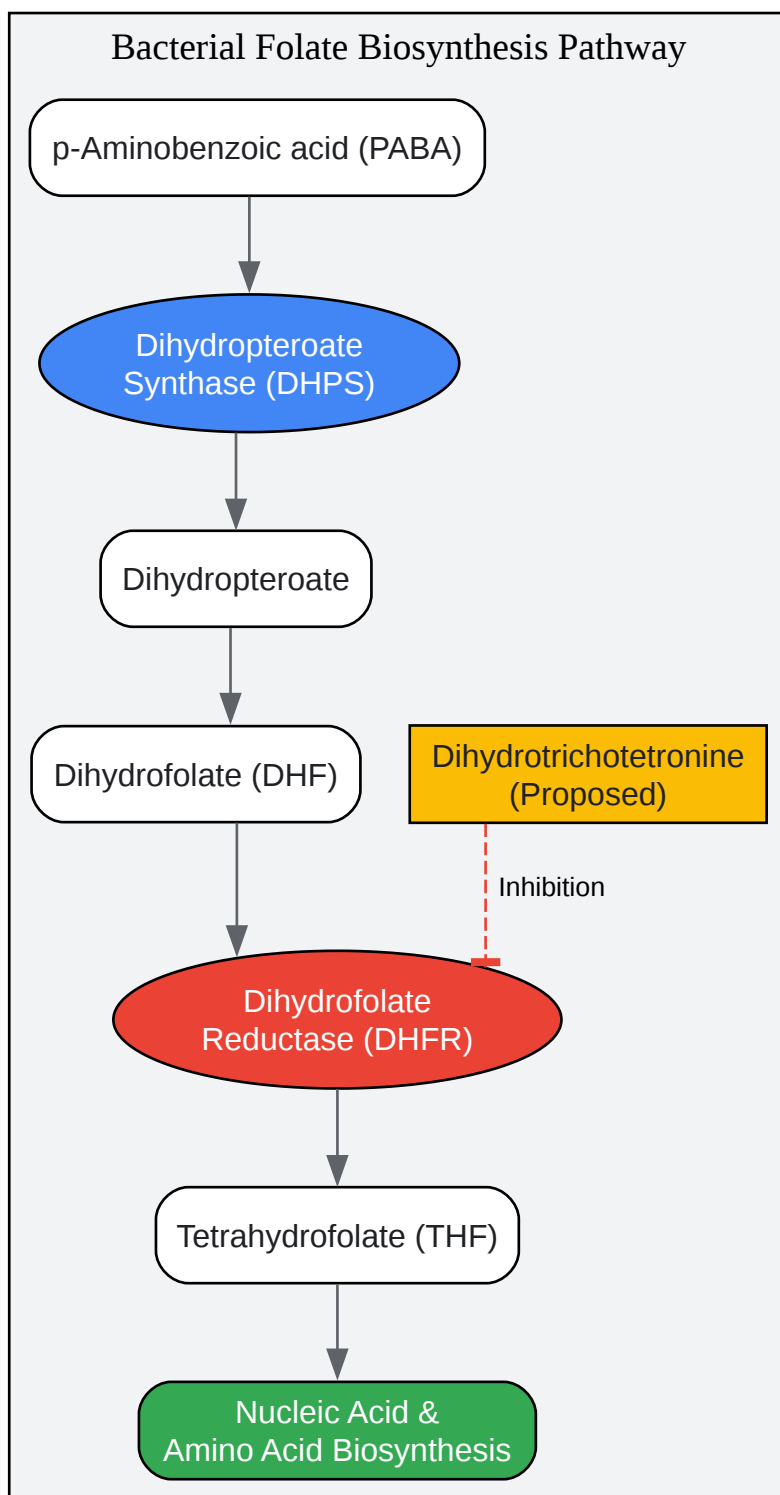 Bacterial Folate Biosynthesis Pathway
p-Aminobenzoic acid (PABA)
Dihydropteroate
Synthase (DHPS)
Dihydropteroate
Dihydrofolate (DHF)
Dihydrotrichotetronine
(Proposed)
Inhibition
Dihydrofolate
Reductase (DHFR)
Tetrahydrofolate (THF)
Nucleic Acid &
Amino Acid Biosynthesis